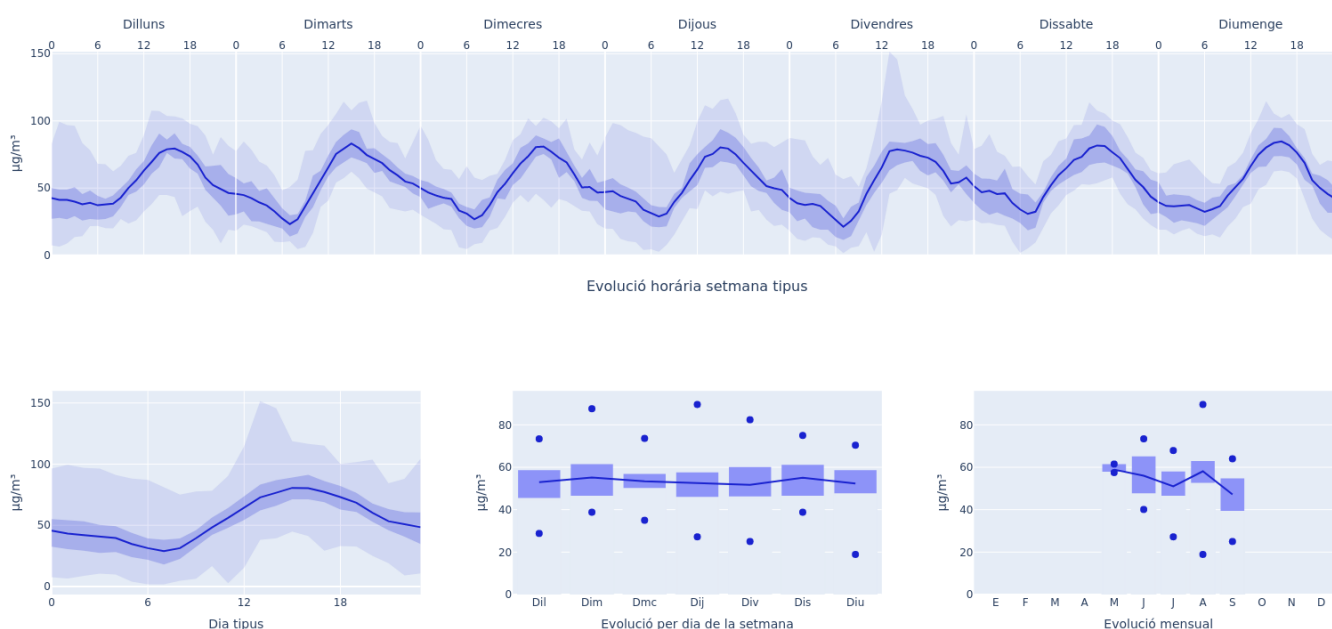 Dilluns Dimarts Dimecres Dijous Divendres Dissabte Diumenge
0 6 12 18 0 6 12 18 0 6 12 18 0 6 12 18 0 6 12 18 0 6 12 18 0 6 12 18
150
100
50
0
µg/m³
Evolució horária setmana tipus
150
100
50
0
µg/m³
0 6 12 18
Dia tipus
80
60
40
20
0
µg/m³
Dil Dim Dmc Dij Div Dis Diu
Evolució per dia de la setmana
80
60
40
20
0
µg/m³
E F M A M J J A S O N D
Evolució mensual